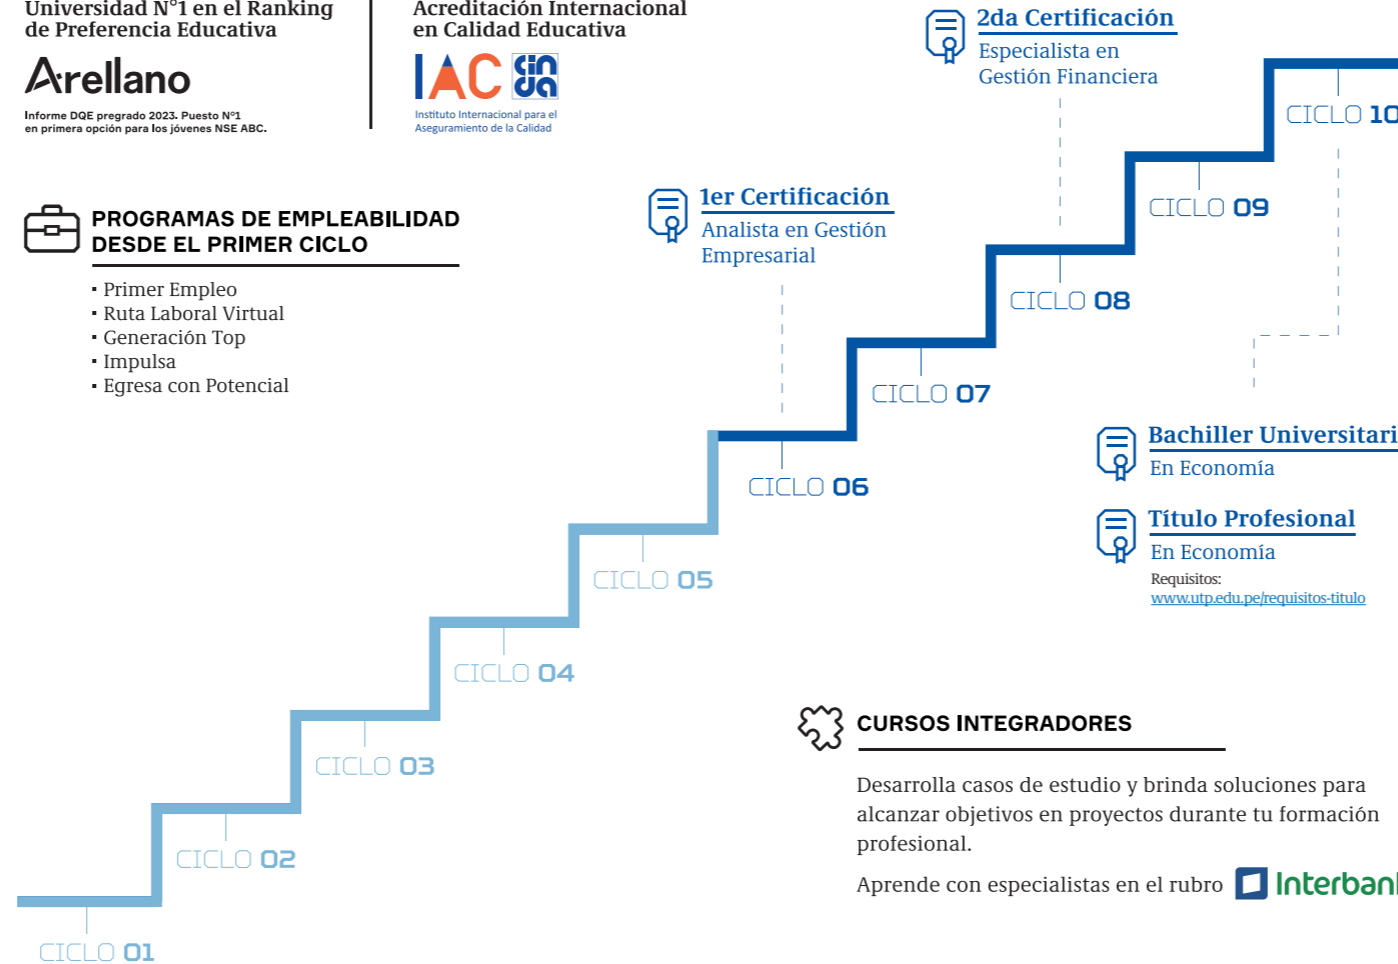 Universidad N°1 en el Ranking
de Preferencia Educativa
Arellano
Informe DQE pregrado 2023. Puesto N°1
en primera opción para los jóvenes NSE ABC.
Acreditación Internacional
en Calidad Educativa
IAC cinda
Instituto Internacional para el
Aseguramiento de la Calidad
2da Certificación
Especialista en
Gestión Financiera
CICLO 10
1er Certificación
Analista en Gestión
Empresarial
CICLO 09
PROGRAMAS DE EMPLEABILIDAD
DESDE EL PRIMER CICLO
▪ Primer Empleo
▪ Ruta Laboral Virtual
▪ Generación Top
▪ Impulsa
▪ Egresa con Potencial
CICLO 08
CICLO 07
CICLO 06
Bachiller Universitari
En Economía
Título Profesional
En Economía
Requisitos:
www.utp.edu.pe/requisitos-titulo
CICLO 05
CICLO 04
CICLO 03
CICLO 02
CICLO 01
CURSOS INTEGRADORES
Desarrolla casos de estudio y brinda soluciones para
alcanzar objetivos en proyectos durante tu formación
profesional.
Aprende con especialistas en el rubro Interbank